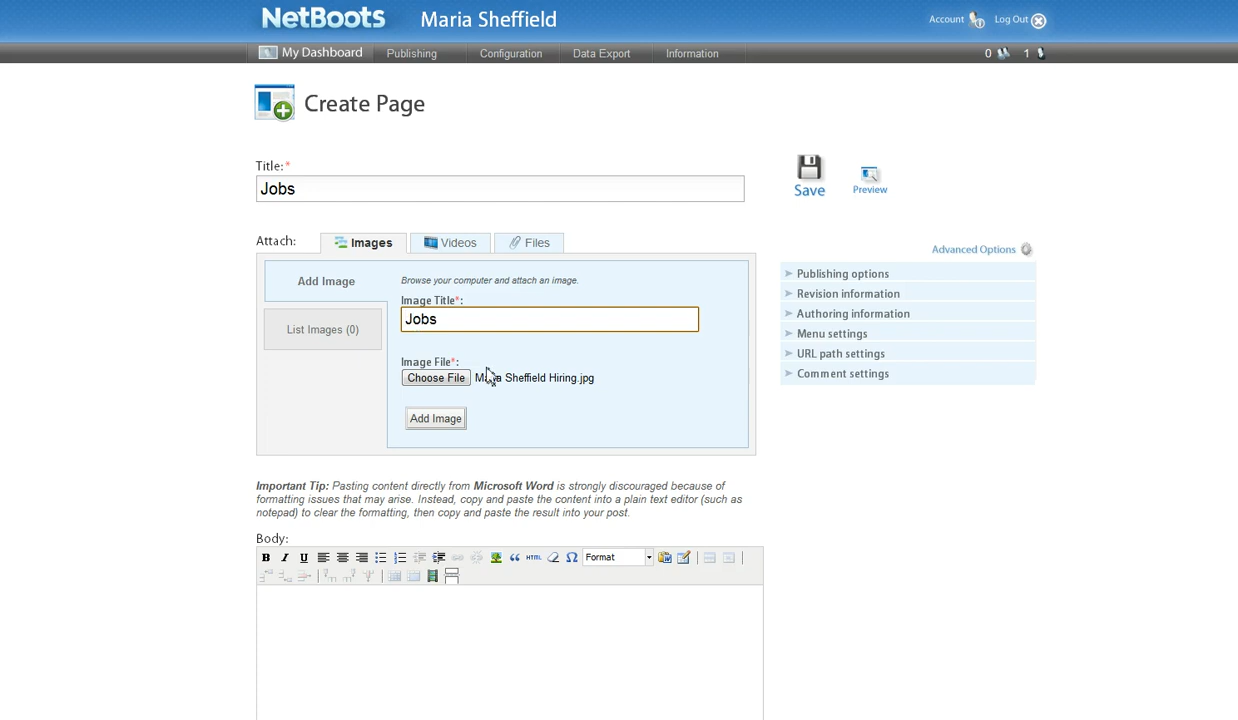 NetBoots Maria Sheffield Account Log Out
My Dashboard Publishing Configuration Data Export Information 0 1
Create Page
Title:*
Jobs
Save Preview
Attach: Images Videos Files
Advanced Options
Add Image
Browse your computer and attach an image.
Image Title*:
Jobs
List Images (0)
Image File*:
Choose File Maria Sheffield Hiring.jpg
Add Image
Publishing options
Revision information
Authoring information
Menu settings
URL path settings
Comment settings
Important Tip: Pasting content directly from Microsoft Word is strongly discouraged because of
formatting issues that may arise. Instead, copy and paste the content into a plain text editor (such as
notepad) to clear the formatting, then copy and paste the result into your post.
Body:
B I U HTML Format